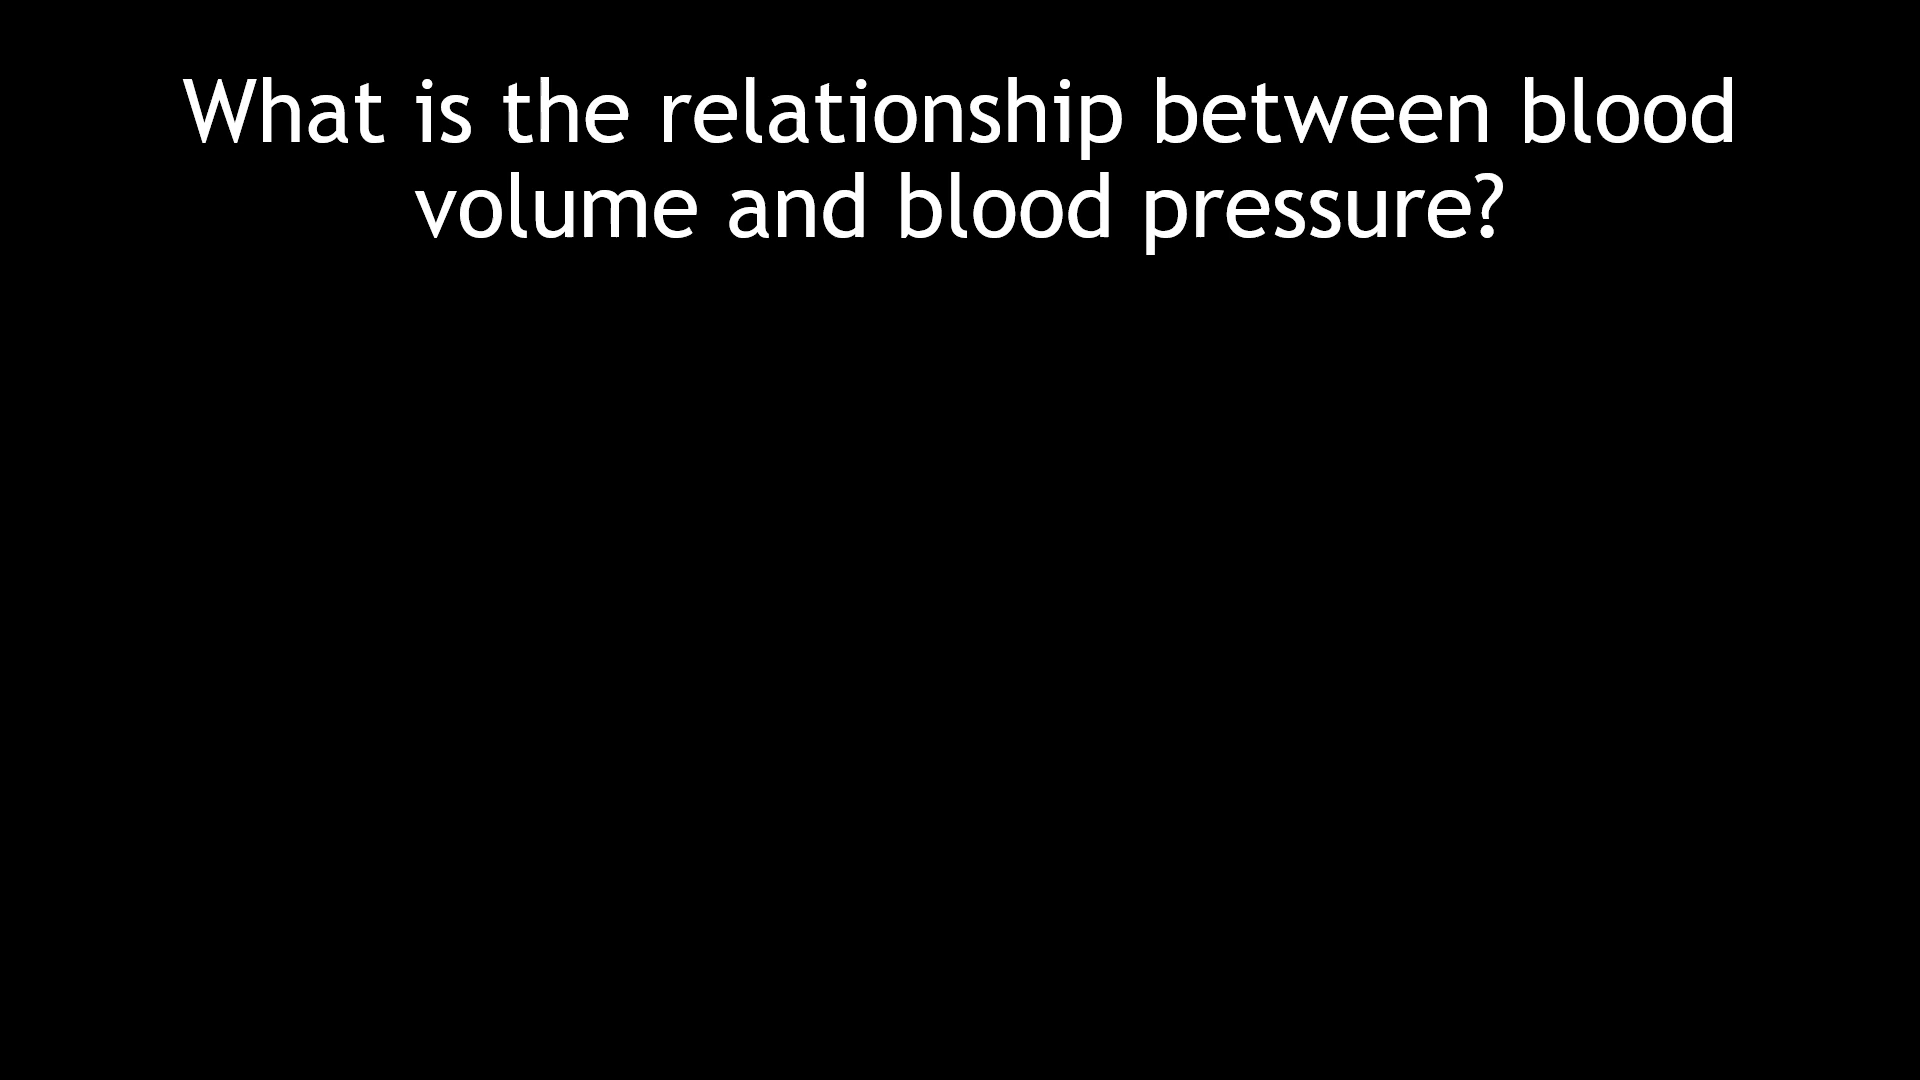 What is the relationship between blood
volume and blood pressure?